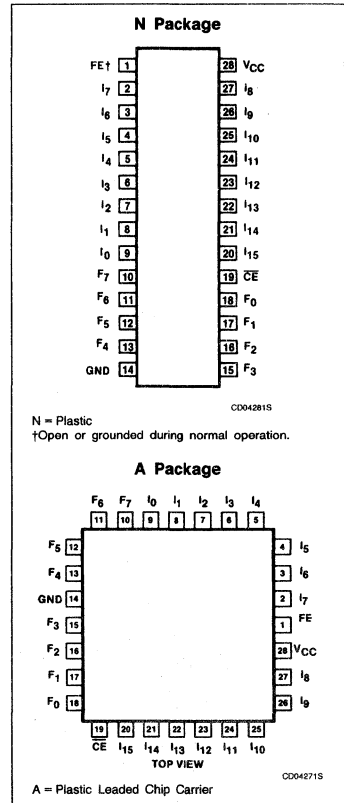 N Package
FE† 1 28 VCC
I7 2 27 I8
I6 3 26 I9
I5 4 25 I10
I4 5 24 I11
I3 6 23 I12
I2 7 22 I13
I1 8 21 I14
I0 9 20 I15
F7 10 19 CE
F6 11 18 F0
F5 12 17 F1
F4 13 16 F2
GND 14 15 F3
CD04281S
N = Plastic
†Open or grounded during normal operation.
A Package
F6 F7 I0 I1 I2 I3 I4
11 10 9 8 7 6 5
F5 12 4 I5
F4 13 3 I6
GND 14 2 I7
F3 15 1 FE
F2 16 28 VCC
F1 17 27 I8
F0 18 26 I9
19 20 21 22 23 24 25
CE I15 I14 I13 I12 I11 I10
TOP VIEW
CD04271S
A = Plastic Leaded Chip Carrier